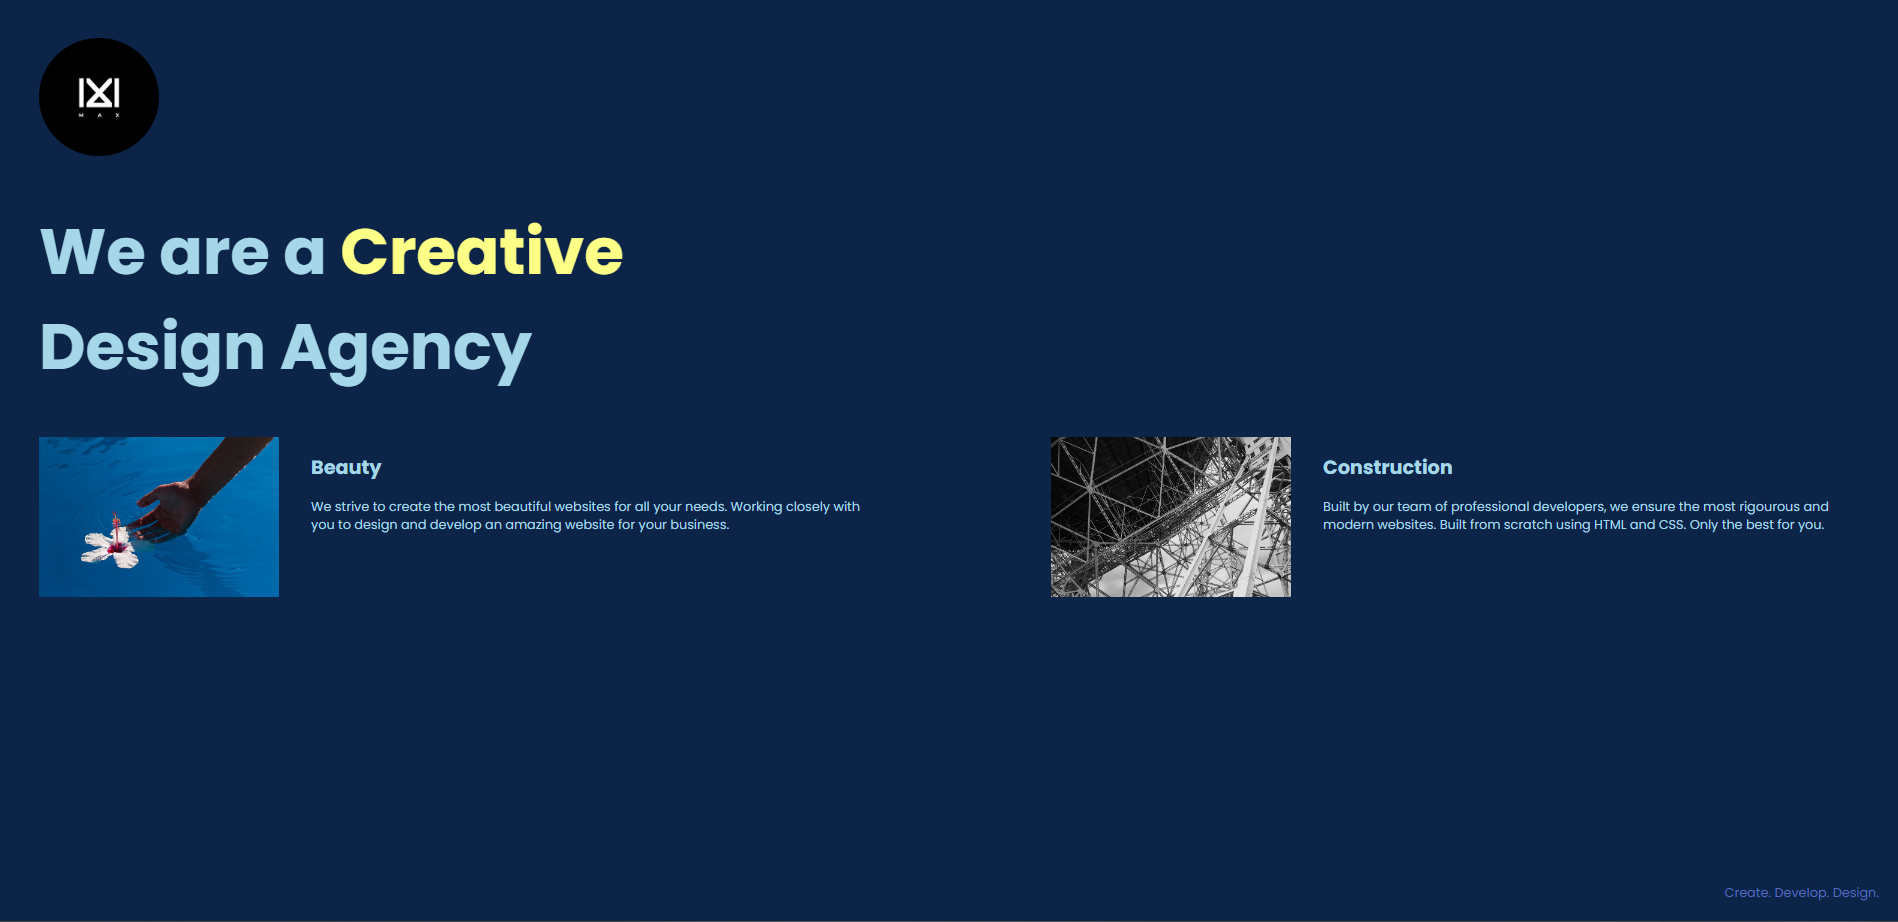 MAX
We are a Creative
Design Agency
Beauty
We strive to create the most beautiful websites for all your needs. Working closely with
you to design and develop an amazing website for your business.
Construction
Built by our team of professional developers, we ensure the most rigourous and
modern websites. Built from scratch using HTML and CSS. Only the best for you.
Create. Develop. Design.